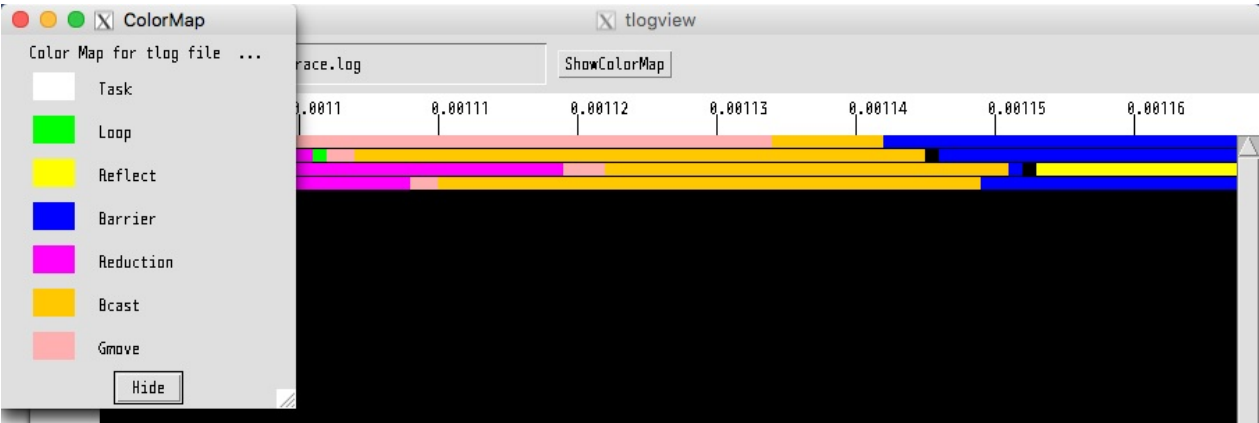 ColorMap
tlogview
Color Map for tlog file ...
race.log
ShowColorMap
.0011 0.00111 0.00112 0.00113 0.00114 0.00115 0.00116
Task
Loop
Reflect
Barrier
Reduction
Bcast
Gmove
Hide